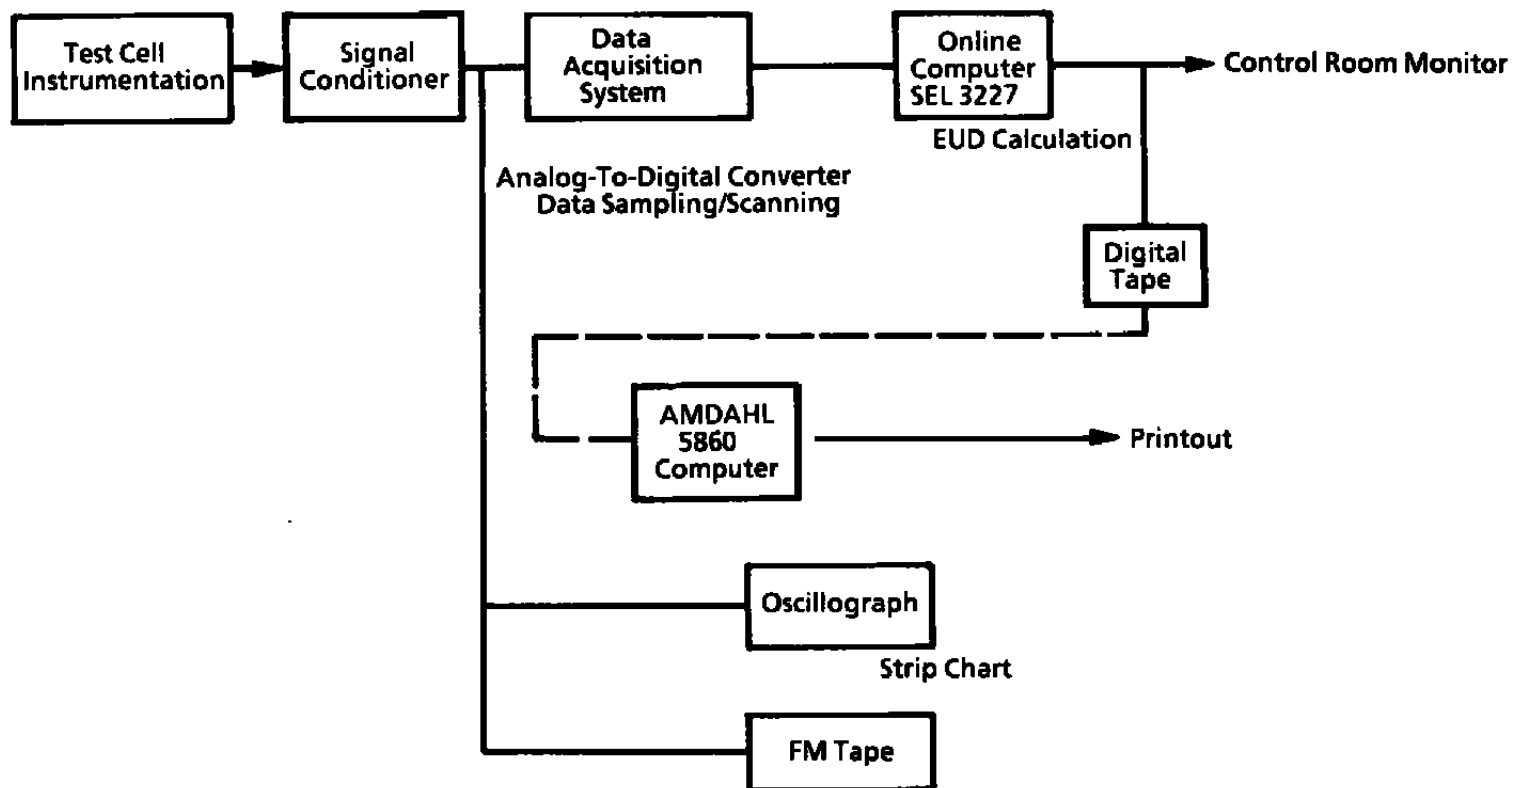 Test Cell
Instrumentation
Signal
Conditioner
Data
Acquisition
System
Online
Computer
SEL 3227
Control Room Monitor
EUD Calculation
Analog-To-Digital Converter
Data Sampling/Scanning
Digital
Tape
AMDAHL
5860
Computer
Printout
Oscillograph
Strip Chart
FM Tape